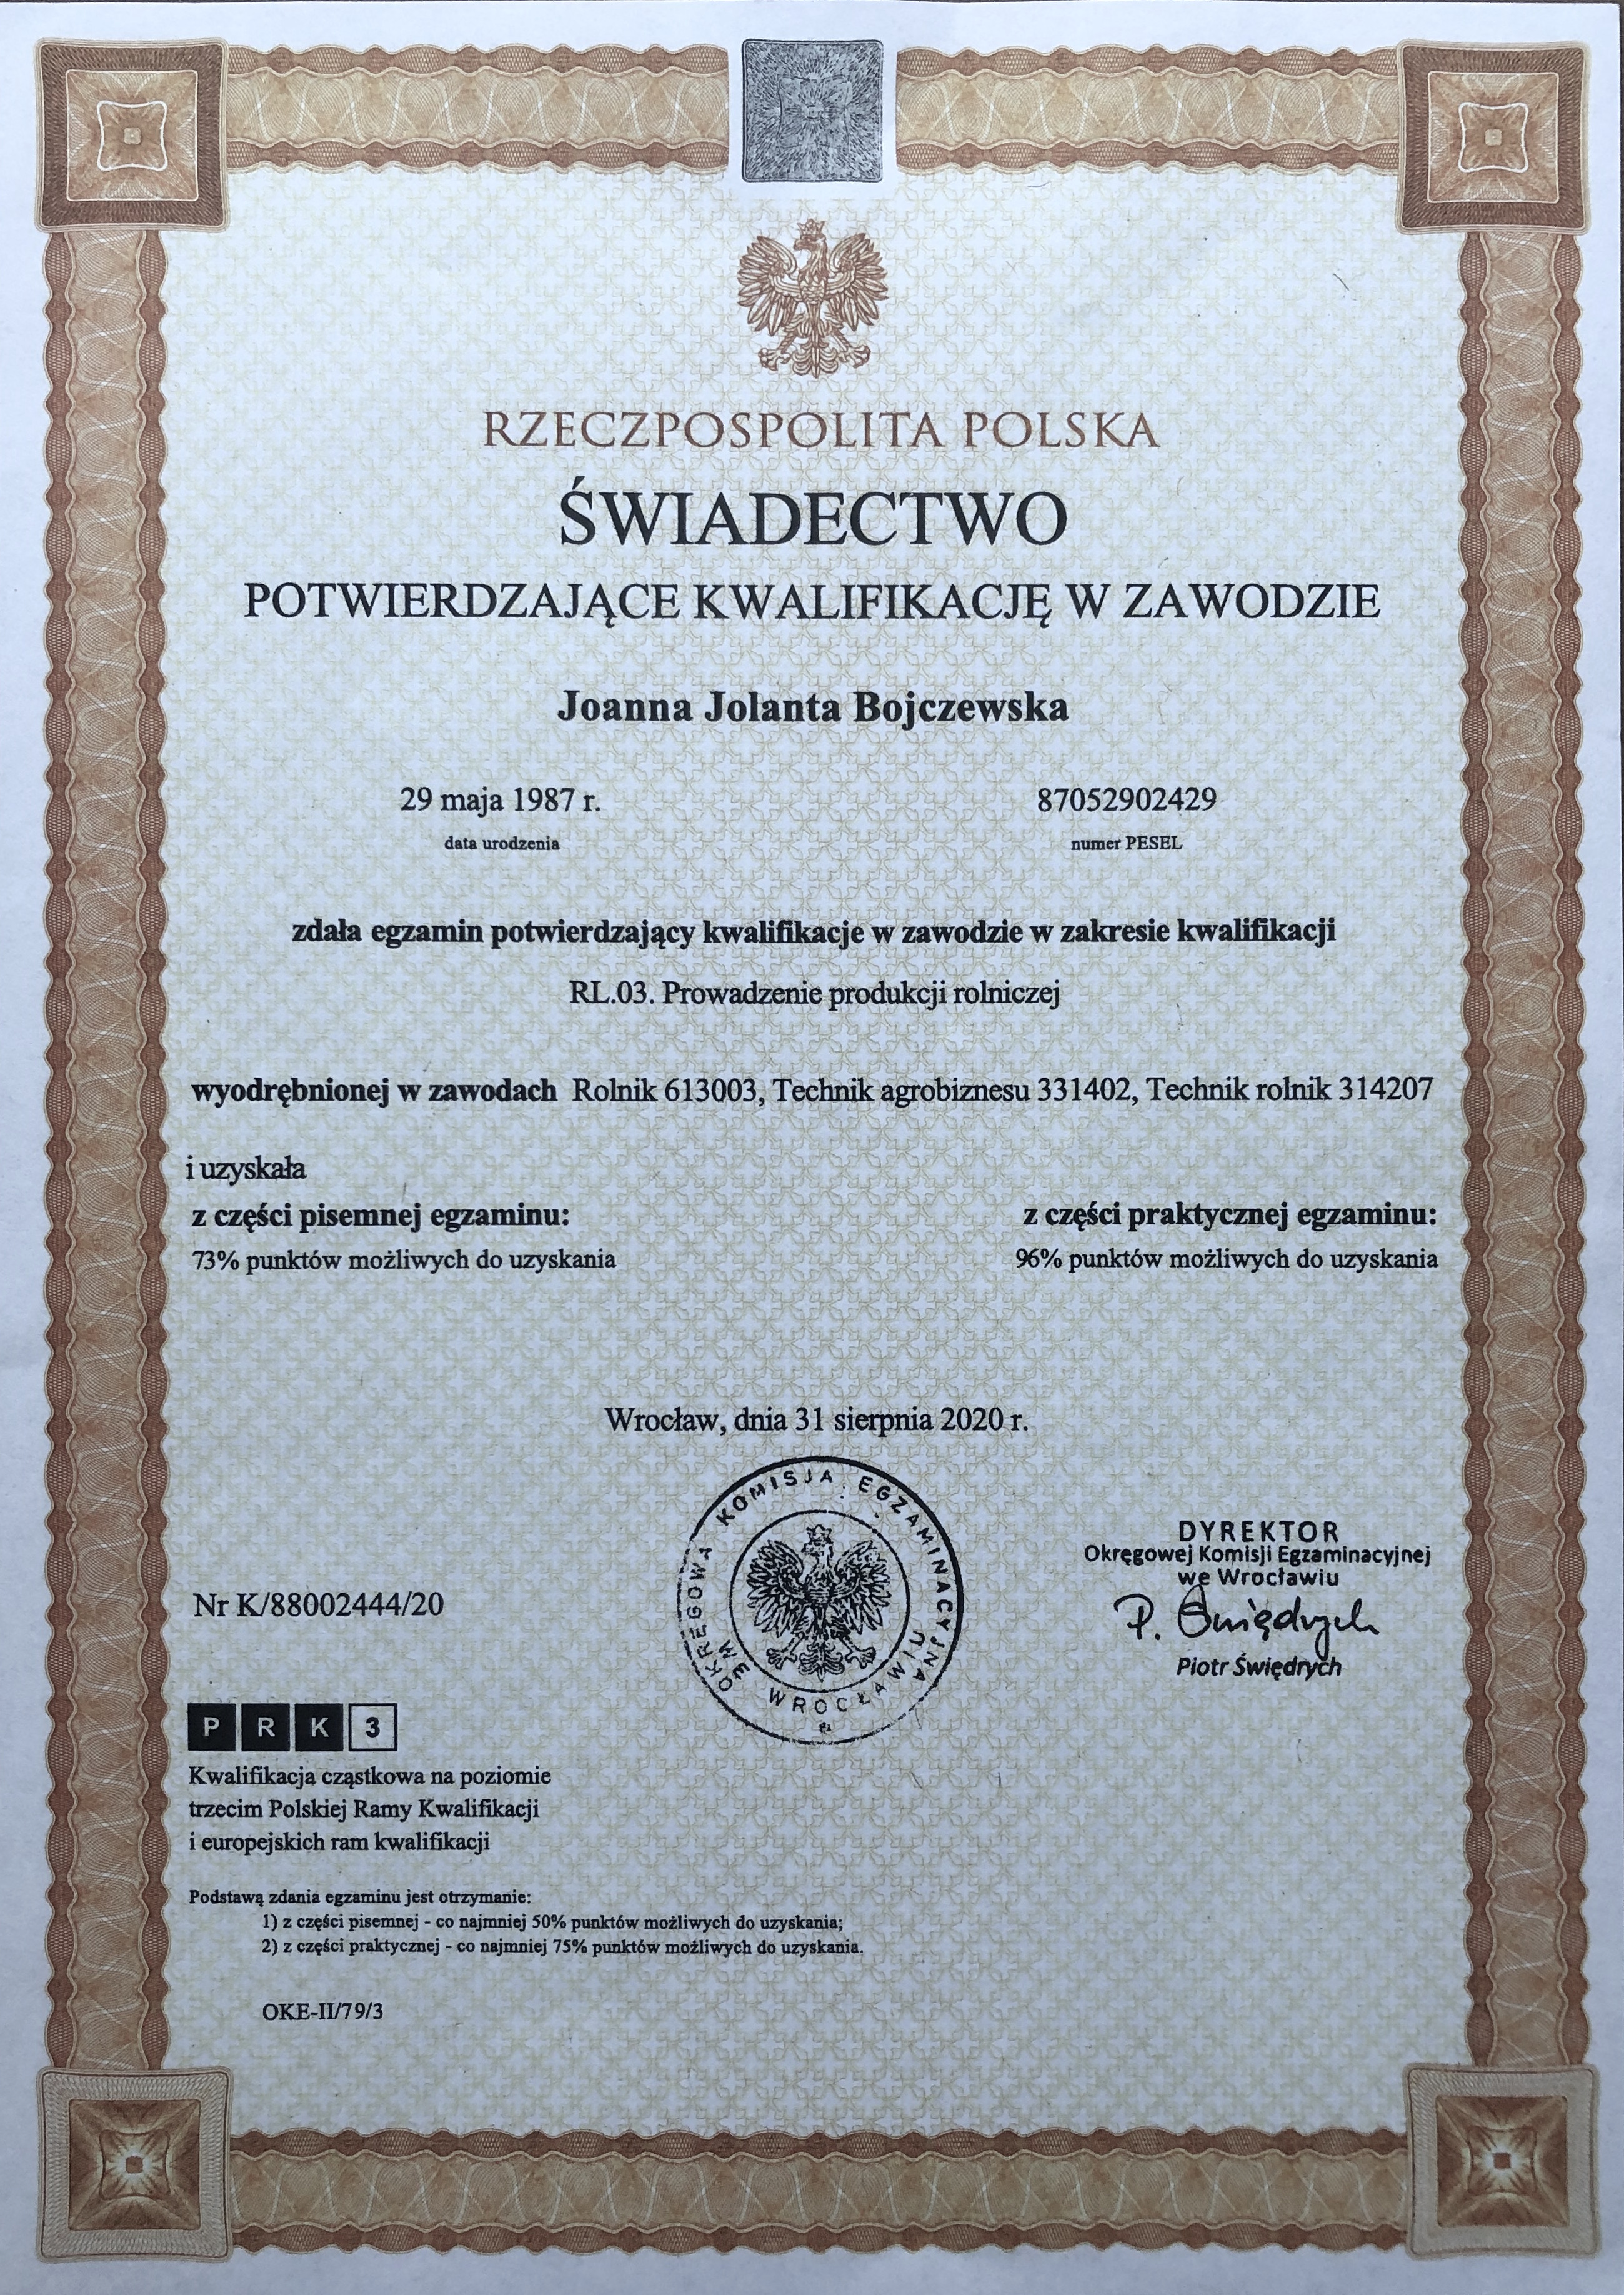 RZECZPOSPOLITA POLSKA
ŚWIADECTWO
POTWIERDZAJĄCE KWALIFIKACJĘ W ZAWODZIE
Joanna Jolanta Bojczewska
29 maja 1987 r. 87052902429
data urodzenia numer PESEL
zdała egzamin potwierdzający kwalifikacje w zawodzie w zakresie kwalifikacji
RL.03. Prowadzenie produkcji rolniczej
wyodrębnionej w zawodach Rolnik 613003, Technik agrobiznesu 331402, Technik rolnik 314207
i uzyskała
z części pisemnej egzaminu: z części praktycznej egzaminu:
73% punktów możliwych do uzyskania 96% punktów możliwych do uzyskania
Wrocław, dnia 31 sierpnia 2020 r.
OKRĘGOWA KOMISJA EGZAMINACYJNA
WE WROCŁAWIU
DYREKTOR
Okręgowej Komisji Egzaminacyjnej
we Wrocławiu
P. Świędrych
Piotr Świędrych
Nr K/88002444/20
PRK3
Kwalifikacja cząstkowa na poziomie
trzecim Polskiej Ramy Kwalifikacji
i europejskich ram kwalifikacji
Podstawą zdania egzaminu jest otrzymanie:
1) z części pisemnej - co najmniej 50% punktów możliwych do uzyskania;
2) z części praktycznej - co najmniej 75% punktów możliwych do uzyskania.
OKE-II/79/3